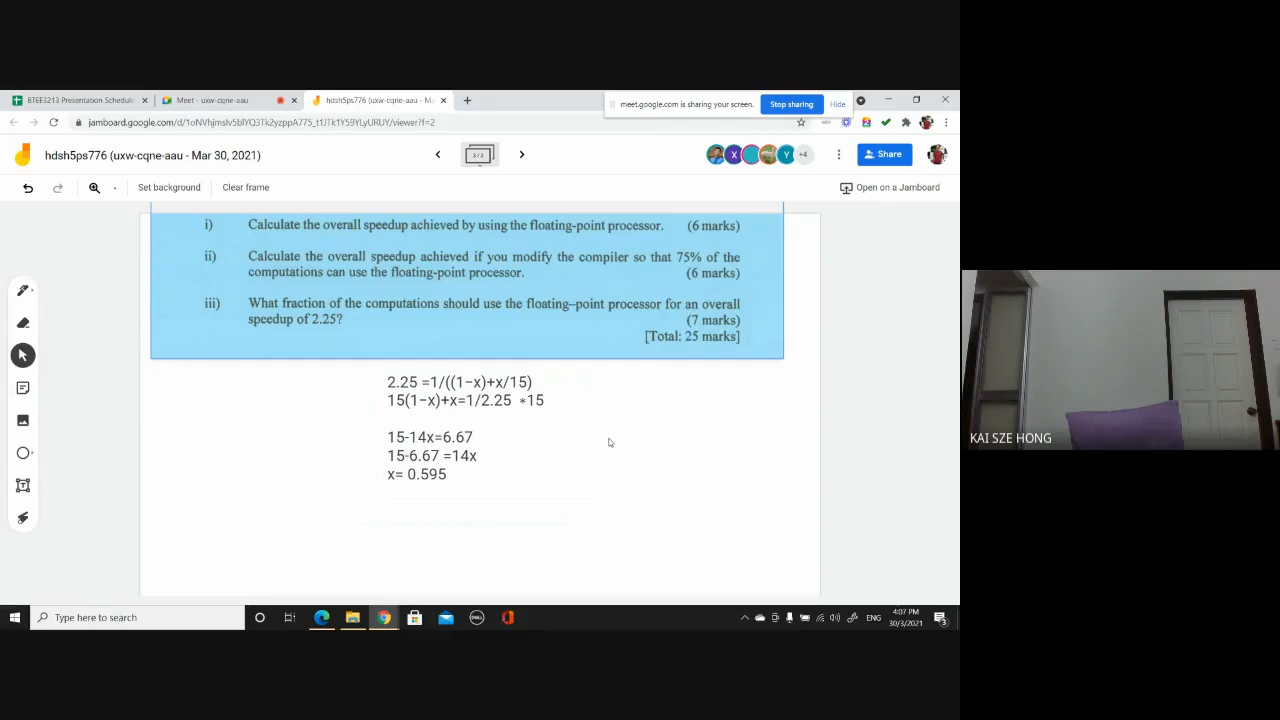 BTEE3213 Presentation Schedule
Meet - uxw-cqne-aau
hdsh5ps776 (uxw-cqne-aau - Ma
meet.google.com is sharing your screen.
Stop sharing
Hide
hdsh5ps776 (uxw-cqne-aau - Mar 30, 2021)
3 / 3
X
Y
+4
Share
Set background
Clear frame
Open on a Jamboard
i) Calculate the overall speedup achieved by using the floating-point processor. (6 marks)
ii) Calculate the overall speedup achieved if you modify the compiler so that 75% of the
computations can use the floating-point processor. (6 marks)
iii) What fraction of the computations should use the floating–point processor for an overall
speedup of 2.25? (7 marks)
[Total: 25 marks]
2.25 =1/((1−x)+x/15)
15(1−x)+x=1/2.25 *15
15-14x=6.67
15-6.67 =14x
x= 0.595
KAI SZE HONG
Type here to search
DELL
ENG
4:07 PM
30/3/2021
3